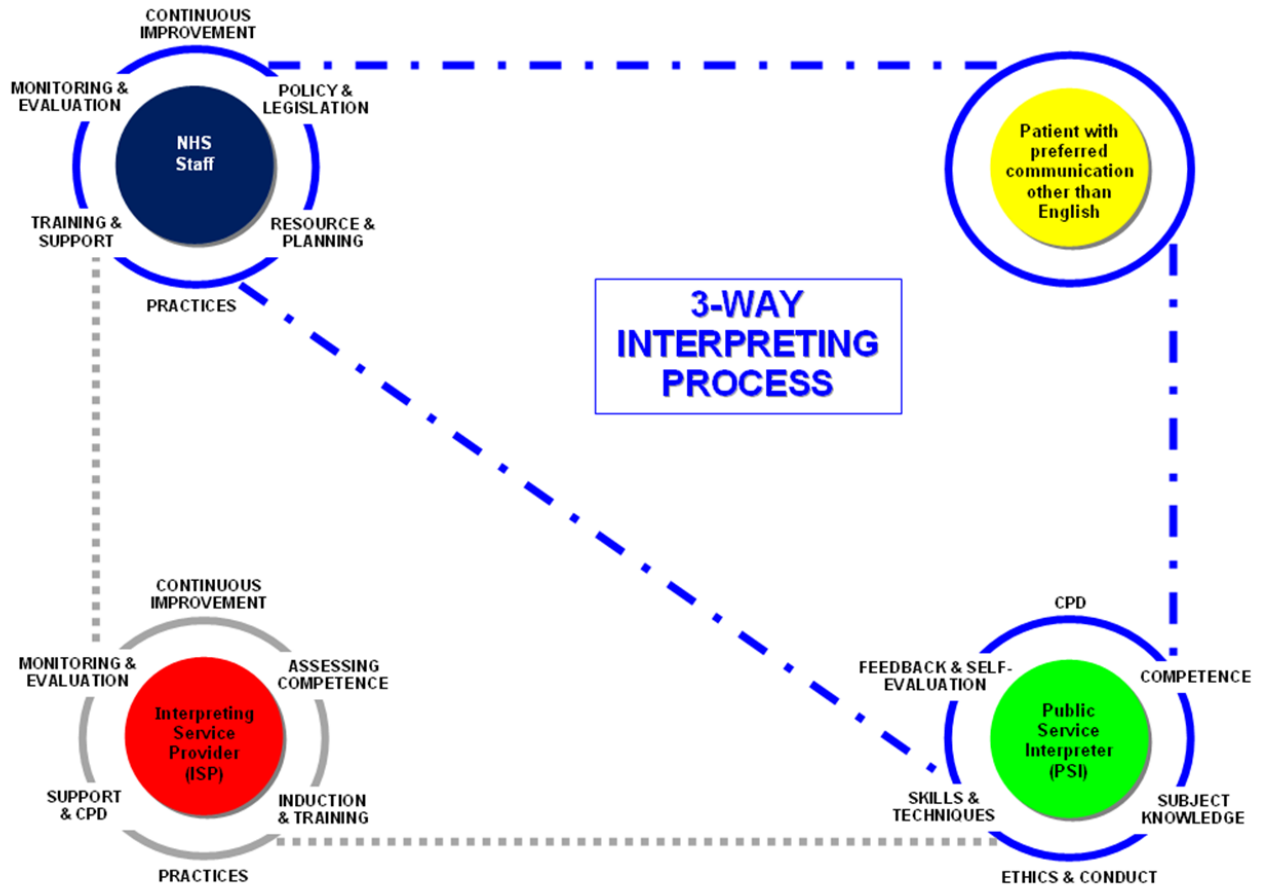 CONTINUOUS
IMPROVEMENT
MONITORING &
EVALUATION
POLICY &
LEGISLATION
NHS
Staff
TRAINING &
SUPPORT
RESOURCE &
PLANNING
PRACTICES
Patient with
preferred
communication
other than
English
3-WAY
INTERPRETING
PROCESS
CONTINUOUS
IMPROVEMENT
MONITORING &
EVALUATION
ASSESSING
COMPETENCE
Interpreting
Service
Provider
(ISP)
SUPPORT
& CPD
INDUCTION
& TRAINING
PRACTICES
CPD
FEEDBACK & SELF-
EVALUATION
COMPETENCE
Public
Service
Interpreter
(PSI)
SKILLS &
TECHNIQUES
SUBJECT
KNOWLEDGE
ETHICS & CONDUCT